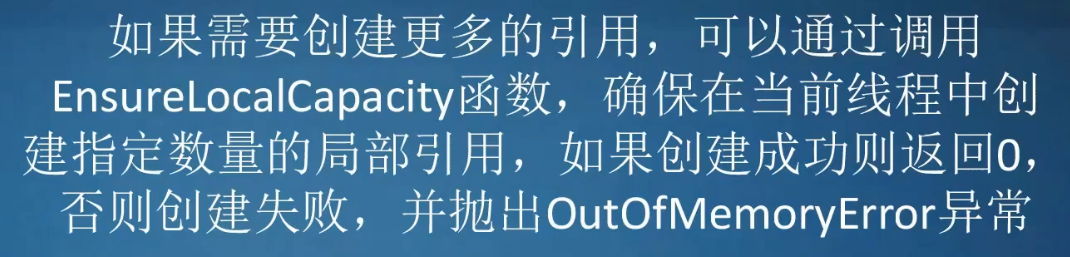 如果需要创建更多的引用，可以通过调用
EnsureLocalCapacity函数，确保在当前线程中创
建指定数量的局部引用，如果创建成功则返回0，
否则创建失败，并抛出OutOfMemoryError异常